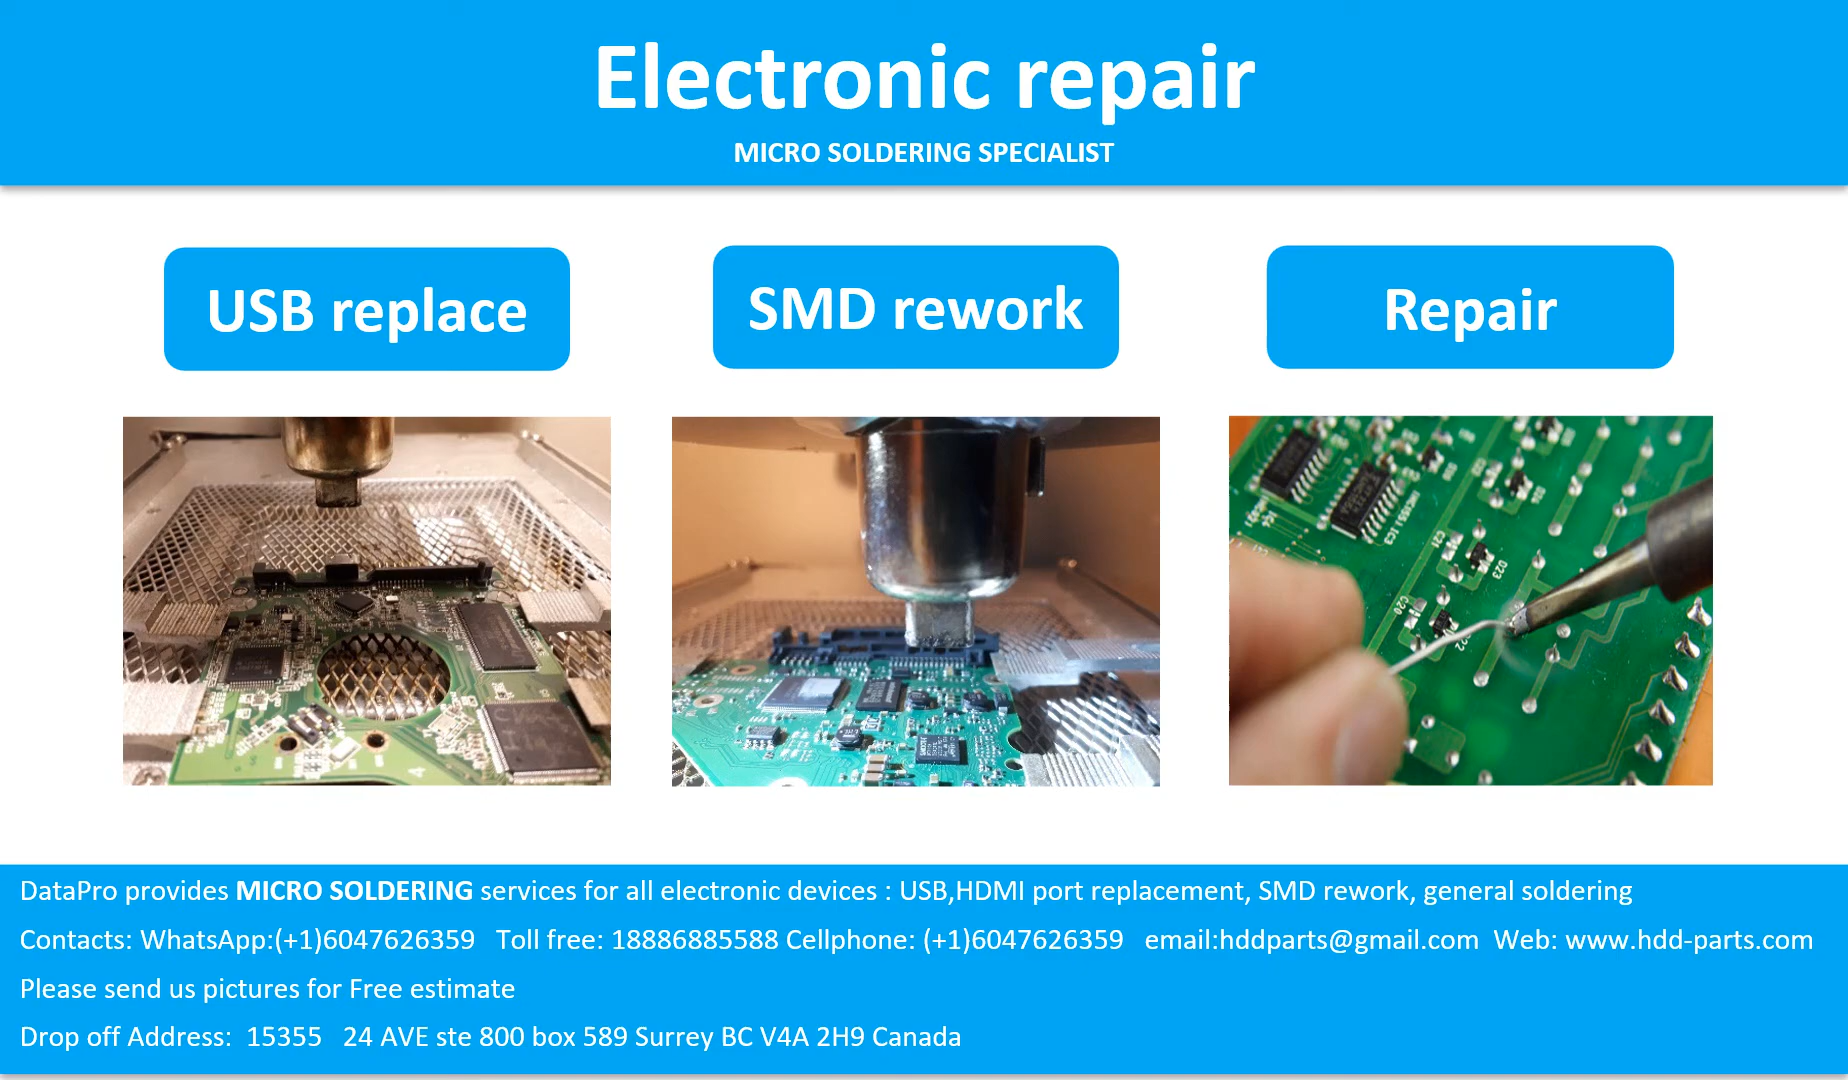 Electronic repair
MICRO SOLDERING SPECIALIST
USB replace
SMD rework
Repair
C21
D23
C20
DataPro provides MICRO SOLDERING services for all electronic devices : USB,HDMI port replacement, SMD rework, general soldering
Contacts: WhatsApp:(+1)6047626359 Toll free: 18886885588 Cellphone: (+1)6047626359 email:hddparts@gmail.com Web: www.hdd-parts.com
Please send us pictures for Free estimate
Drop off Address: 15355 24 AVE ste 800 box 589 Surrey BC V4A 2H9 Canada